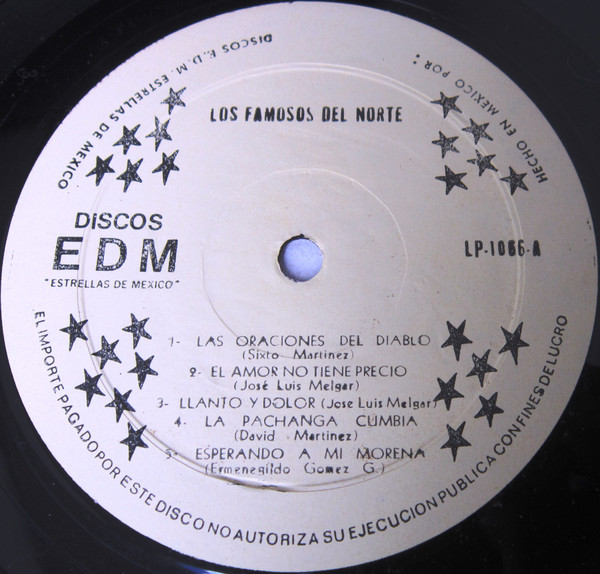 DISCOS E.D.M. ESTRELLAS DE MEXICO
HECHO EN MEXICO POR:
LOS FAMOSOS DEL NORTE
DISCOS
EDM
"ESTRELLAS DE MEXICO"
LP-1066-A
1- LAS ORACIONES DEL DIABLO
(Sixto Martinez)
2- EL AMOR NO TIENE PRECIO
(José Luis Melgar)
3- LLANTO Y DOLOR (Jose Luis Melgar)
4- LA PACHANGA CUMBIA
(David Martinez)
5- ESPERANDO A MI MORENA
(Ermenegildo Gomez G.)
EL IMPORTE PAGADO POR ESTE DISCO NO AUTORIZA SU EJECUCION PUBLICA CON FINES DE LUCRO